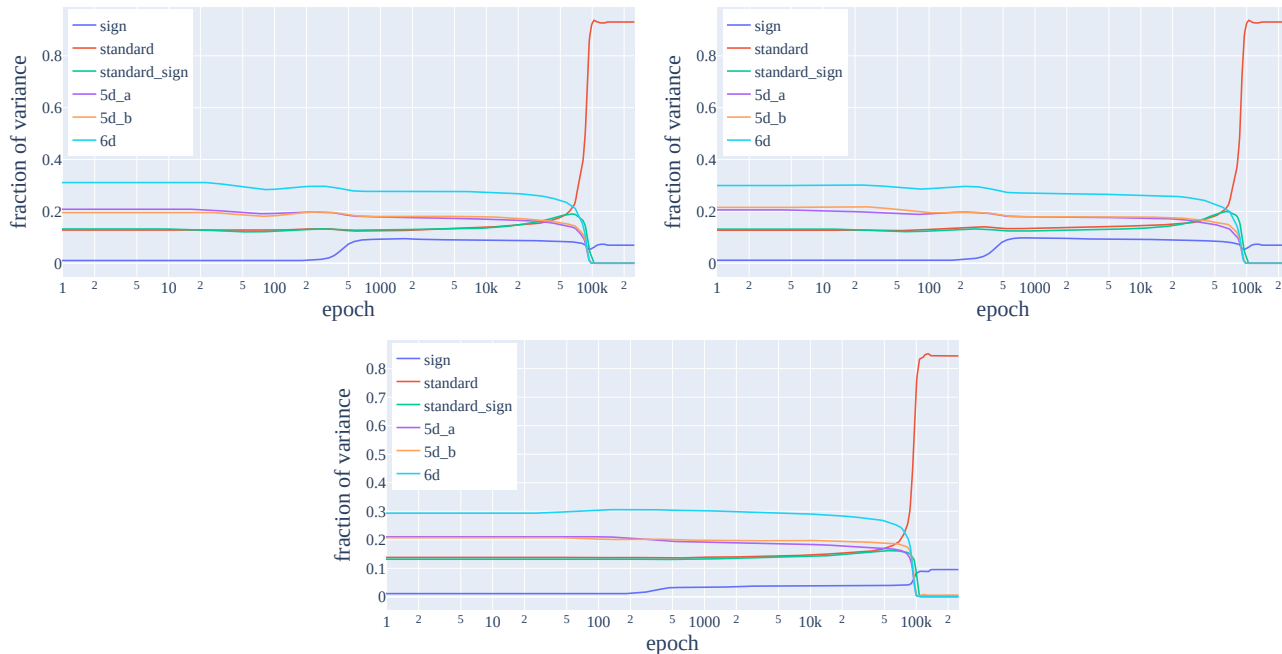 fraction of variance
0.8
0.6
0.4
0.2
0
sign
standard
standard_sign
5d_a
5d_b
6d
1 2 5 10 2 5 100 2 5 1000 2 5 10k 2 5 100k 2
epoch
fraction of variance
0.8
0.6
0.4
0.2
0
sign
standard
standard_sign
5d_a
5d_b
6d
1 2 5 10 2 5 100 2 5 1000 2 5 10k 2 5 100k 2
epoch
fraction of variance
0.8
0.7
0.6
0.5
0.4
0.3
0.2
0.1
0
sign
standard
standard_sign
5d_a
5d_b
6d
1 2 5 10 2 5 100 2 5 1000 2 5 10k 2 5 100k 2
epoch